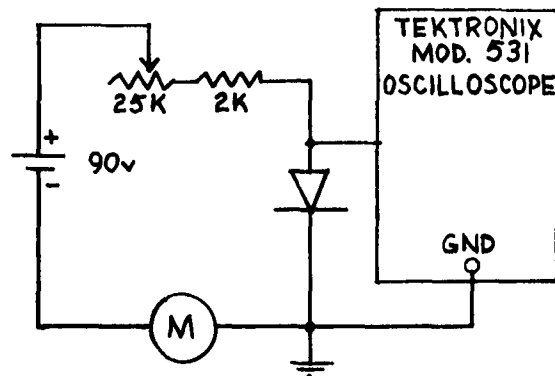 TEKTRONIX
MOD. 531
OSCILLOSCOPE
25K 2K
+
90v
-
GND
M